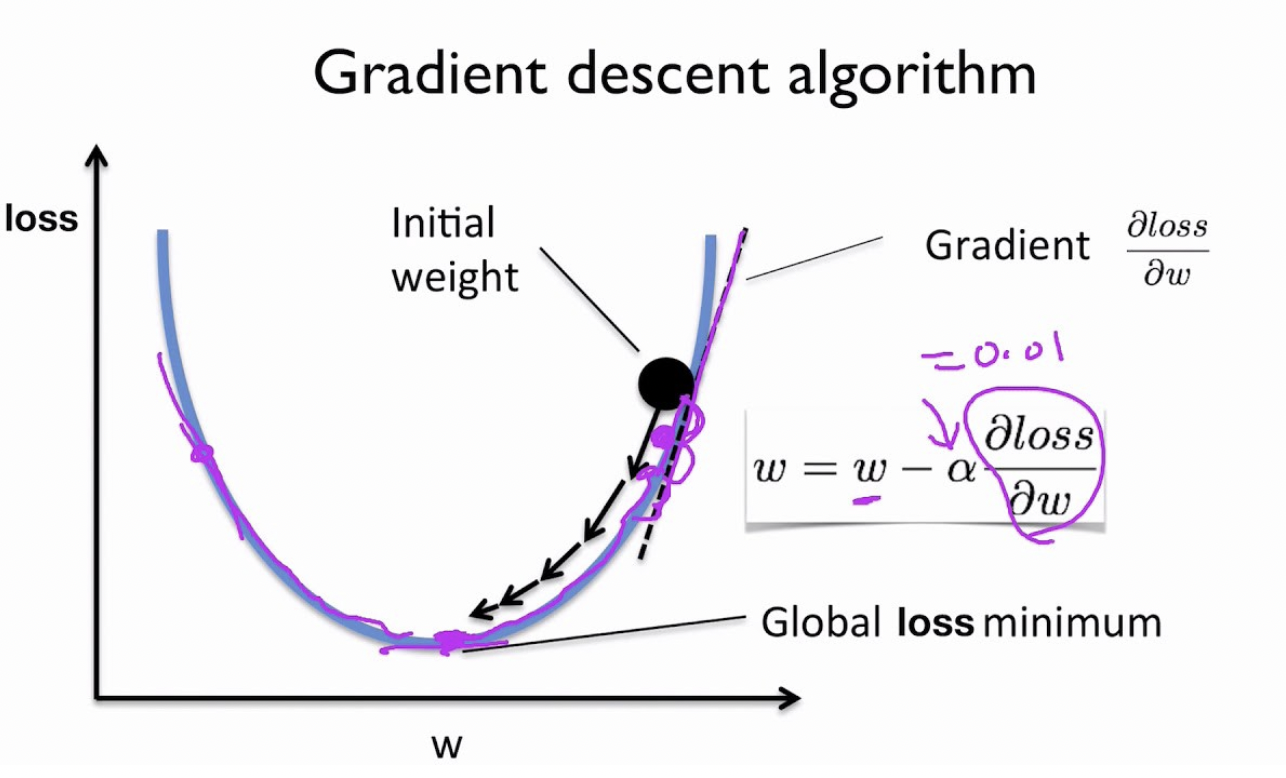 Gradient descent algorithm
loss
Initial
weight
Gradient ∂loss/∂w
= 0.01
w = w − α ∂loss/∂w
Global loss minimum
w